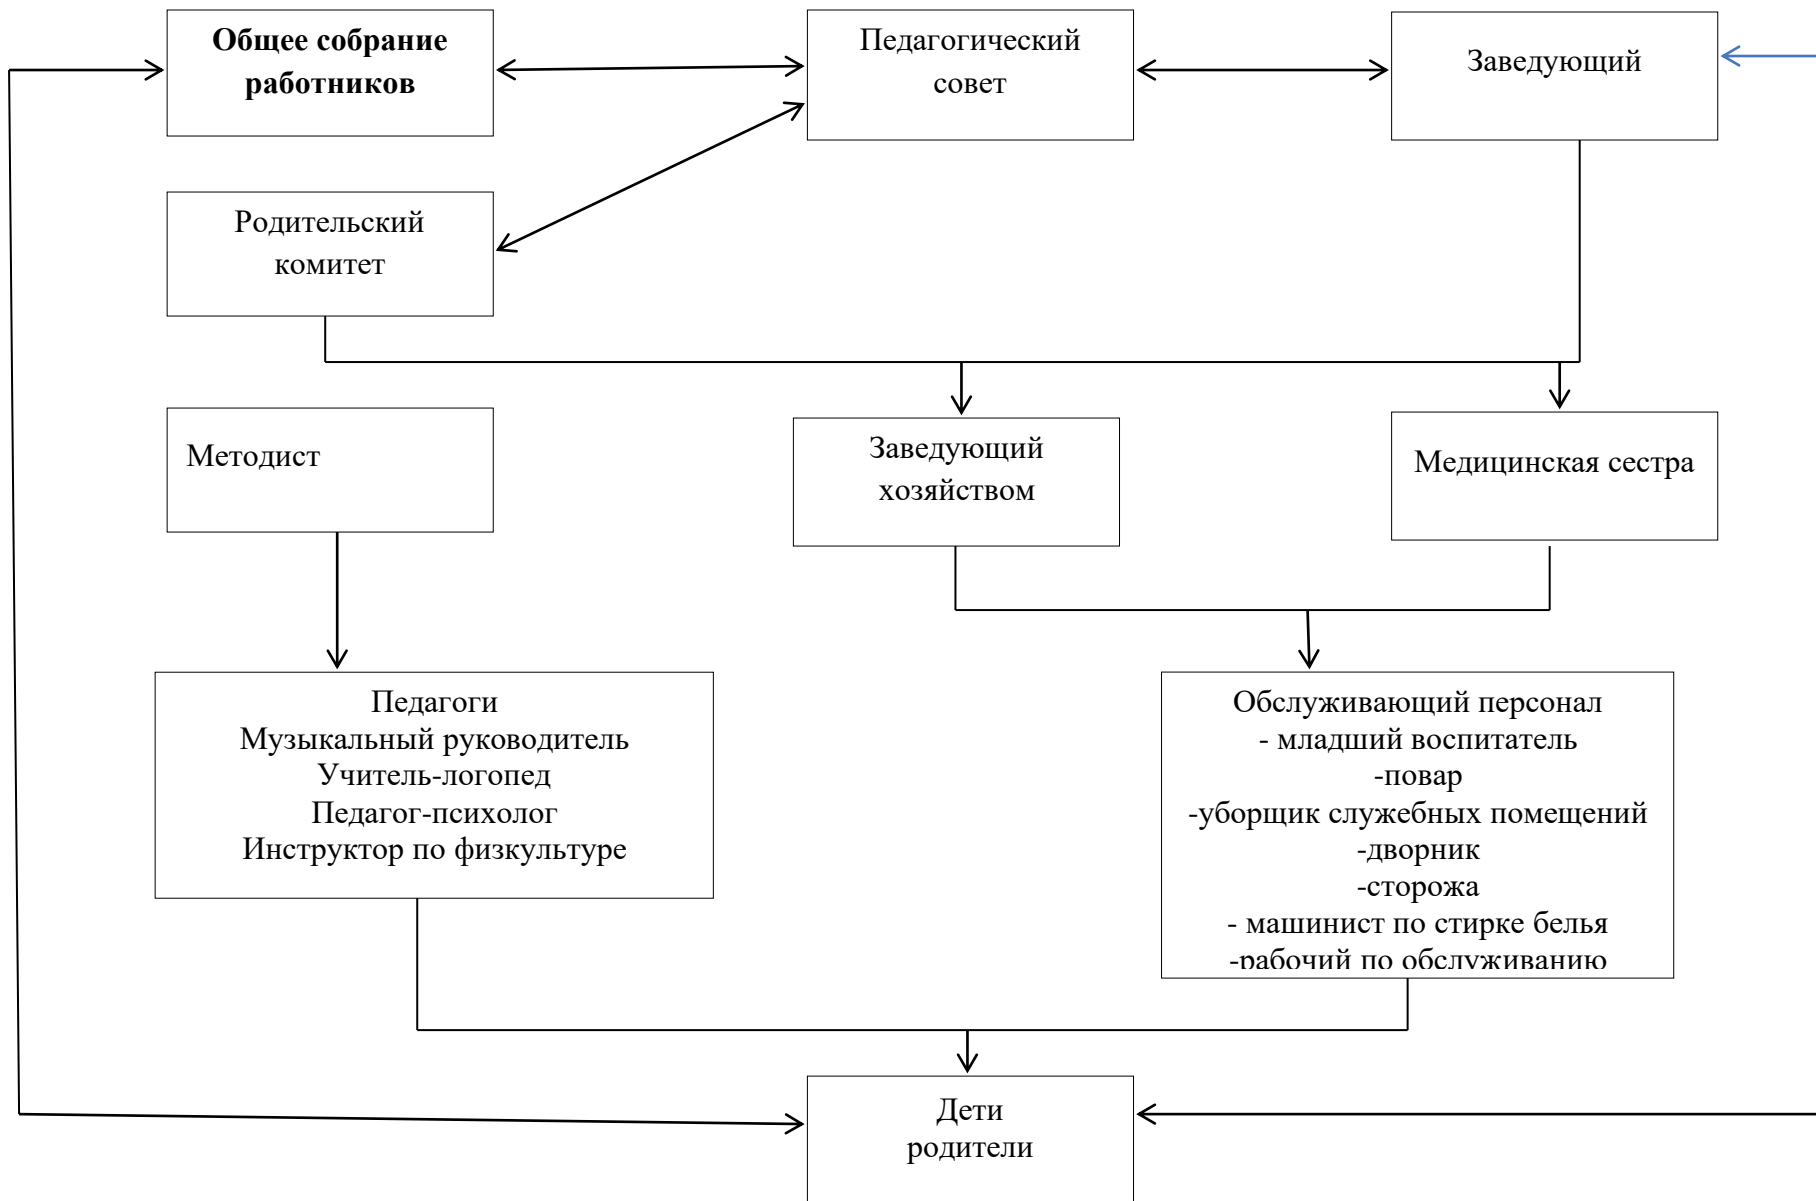 Общее собрание
работников
Педагогический
совет
Заведующий
Родительский
комитет
Методист
Заведующий
хозяйством
Медицинская сестра
Педагоги
Музыкальный руководитель
Учитель-логопед
Педагог-психолог
Инструктор по физкультуре
Обслуживающий персонал
- младший воспитатель
-повар
-уборщик служебных помещений
-дворник
-сторожа
- машинист по стирке белья
-рабочий по обслуживанию
Дети
родители